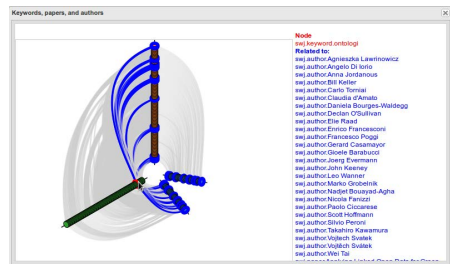 Keywords, papers, and authors
Node
swj.keyword.ontologi
Related to:
swj.author.Agnieszka Lawrinowicz
swj.author.Angelo Di Iorio
swj.author.Anna Jordanous
swj.author.Bill Keller
swj.author.Carlo Torniai
swj.author.Claudia d'Amato
swj.author.Daniela Bourges-Waldegg
swj.author.Declan O'Sullivan
swj.author.Elie Raad
swj.author.Enrico Francesconi
swj.author.Francesco Poggi
swj.author.Gerard Casamayor
swj.author.Gioele Barabucci
swj.author.Joerg Evermann
swj.author.John Keeney
swj.author.Leo Wanner
swj.author.Marko Grobelnik
swj.author.Nadjet Bouayad-Agha
swj.author.Nicola Fanizzi
swj.author.Paolo Ciccarese
swj.author.Scott Hoffmann
swj.author.Silvio Peroni
swj.author.Takahiro Kawamura
swj.author.Vojtech Svatek
swj.author.Vojtěch Svátek
swj.author.Wei Tai